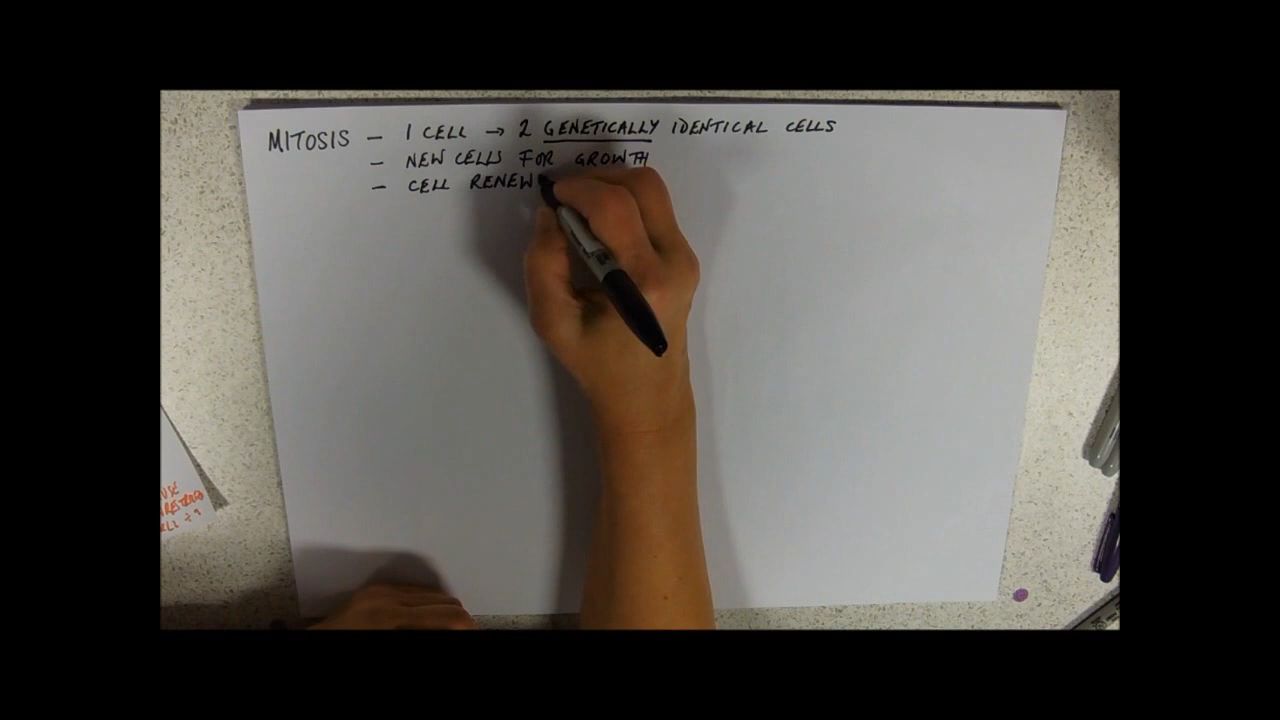 MITOSIS - 1 CELL → 2 GENETICALLY IDENTICAL CELLS
- NEW CELLS FOR GROWTH
- CELL RENEW